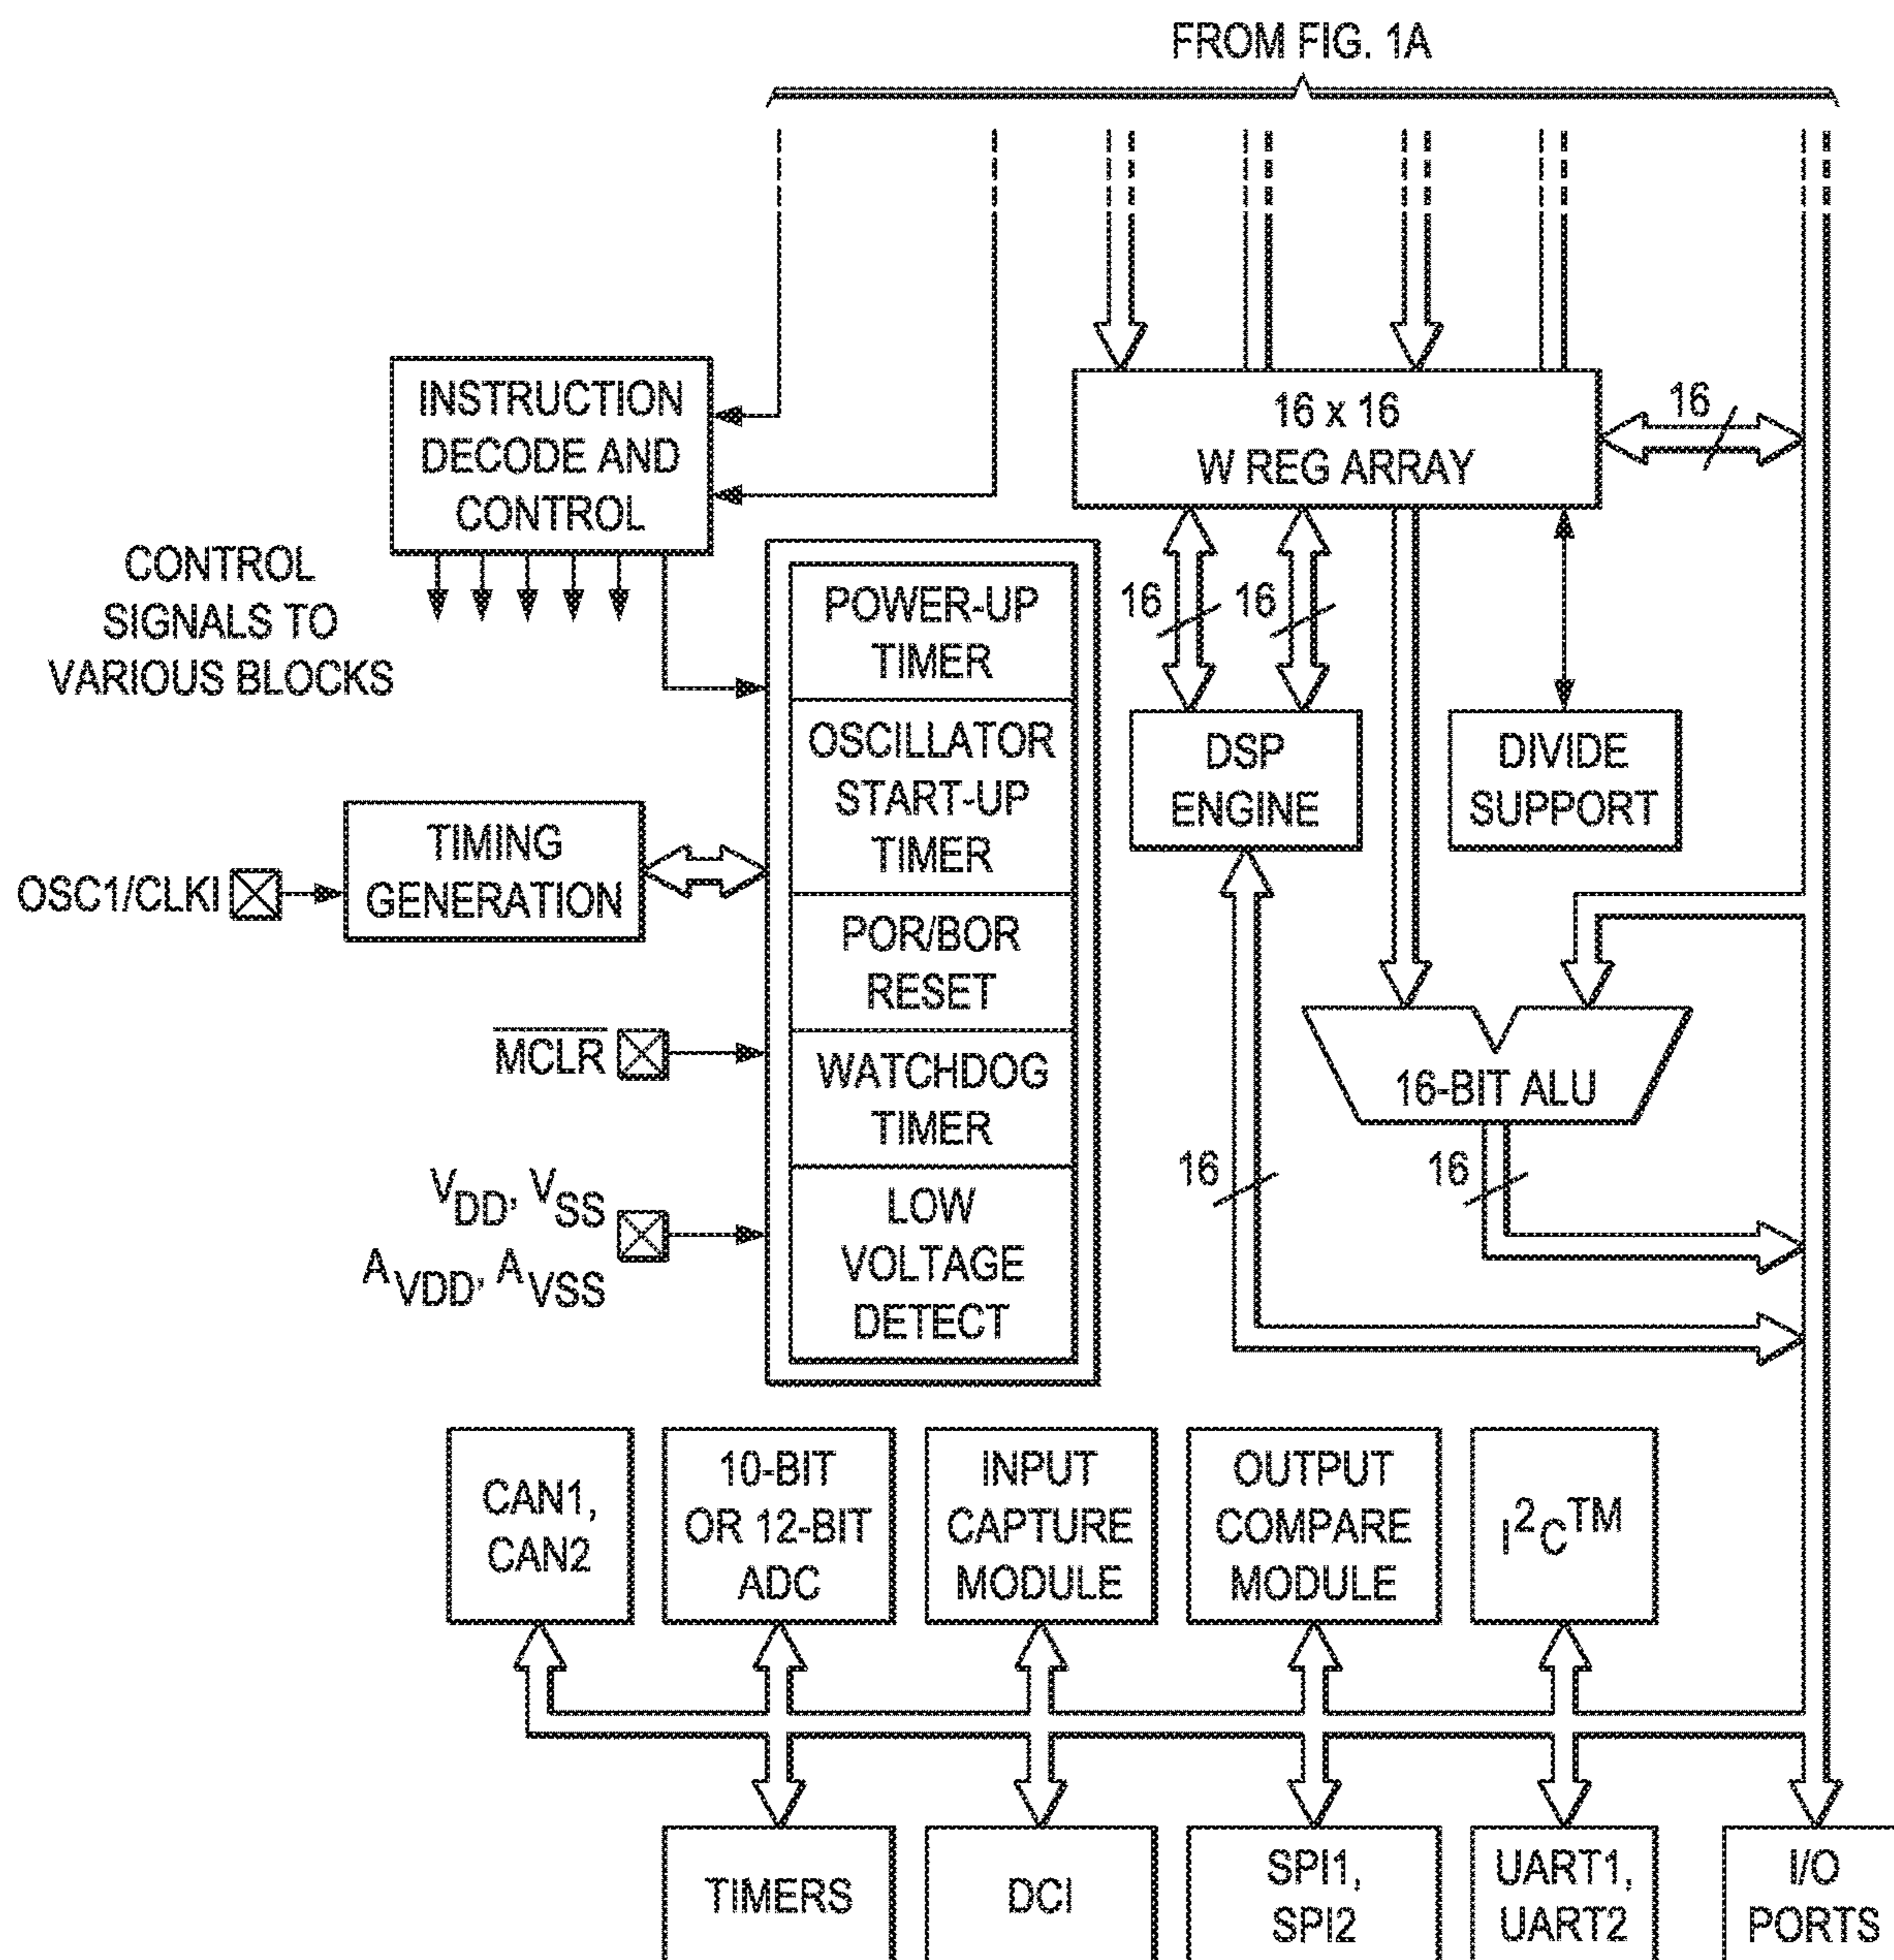 FROM FIG. 1A
INSTRUCTION
DECODE AND
CONTROL
16 x 16
W REG ARRAY
16
CONTROL
SIGNALS TO
VARIOUS BLOCKS
POWER-UP
TIMER
16
16
OSCILLATOR
START-UP
TIMER
DSP
ENGINE
DIVIDE
SUPPORT
OSC1/CLKI
TIMING
GENERATION
POR/BOR
RESET
MCLR
WATCHDOG
TIMER
16-BIT ALU
16
16
VDD, VSS
AVDD, AVSS
LOW
VOLTAGE
DETECT
CAN1,
CAN2
10-BIT
OR 12-BIT
ADC
INPUT
CAPTURE
MODULE
OUTPUT
COMPARE
MODULE
I²C™
TIMERS
DCI
SPI1,
SPI2
UART1,
UART2
I/O
PORTS